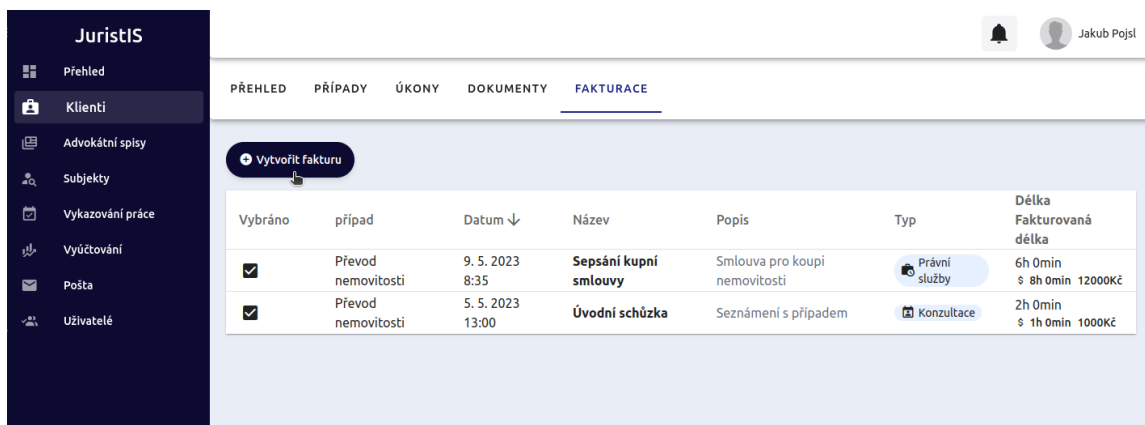 JuristIS
Jakub Pojsl
Přehled
Klienti
Advokátní spisy
Subjekty
Vykazování práce
Vyúčtování
Pošta
Uživatelé
PŘEHLED PŘÍPADY ÚKONY DOKUMENTY FAKTURACE
Vytvořit fakturu
Vybráno případ Datum Název Popis Typ Délka
Fakturovaná
délka
Převod 9. 5. 2023 Sepsání kupní Smlouva pro koupi Právní 6h 0min
nemovitosti 8:35 smlouvy nemovitosti služby $ 8h 0min 12000Kč
Převod 5. 5. 2023 Úvodní schůzka Seznámení s případem Konzultace 2h 0min
nemovitosti 13:00 $ 1h 0min 1000Kč